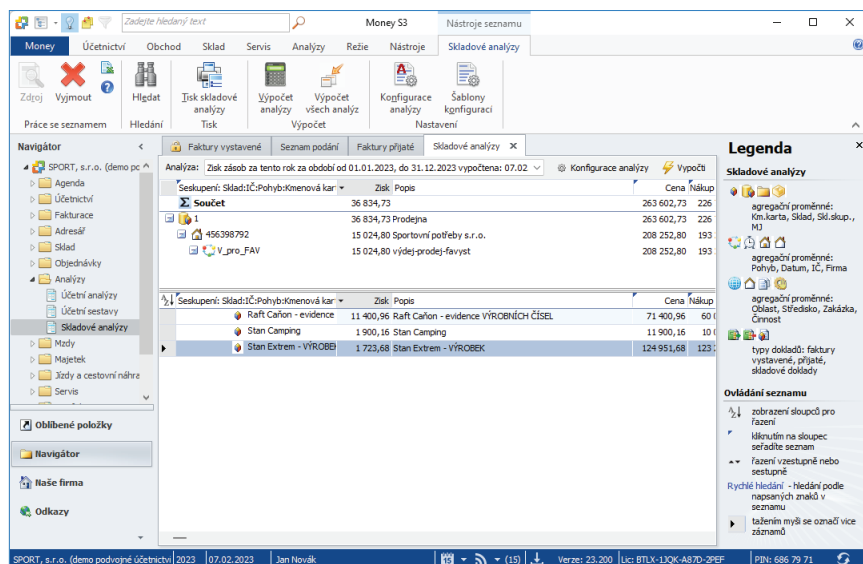 Zadejte hledaný text
Money S3
Nástroje seznamu
Money
Účetnictví
Obchod
Sklad
Servis
Analýzy
Režie
Nástroje
Skladové analýzy
Zdroj
Vyjmout
Hledat
Tisk skladové analýzy
Výpočet analýzy
Výpočet všech analýz
Konfigurace analýzy
Šablony konfigurací
Práce se seznamem
Hledání
Tisk
Výpočet
Nastavení
Navigátor
Faktury vystavené
Seznam podání
Faktury přijaté
Skladové analýzy
SPORT, s.r.o. (demo pc
Agenda
Účetnictví
Fakturace
Adresář
Sklad
Objednávky
Analýzy
Účetní analýzy
Účetní sestavy
Skladové analýzy
Mzdy
Majetek
Jízdy a cestovní náhra
Servis
Oblíbené položky
Navigátor
Naše firma
Odkazy
Analýza: Zisk zásob za tento rok za období od 01.01.2023, do 31.12.2023 vypočtena: 07.02
Konfigurace analýzy
Vypočti
Seskupení: Sklad:IČ:Pohyb:Kmenová kar Zisk Popis Cena Nákup
Σ Součet 36 834,73 263 602,73 226
1 36 834,73 Prodejna 263 602,73 226
456398792 15 024,80 Sportovní potřeby s.r.o. 208 252,80 193
V_pro_FAV 15 024,80 výdej-prodej-favyst 208 252,80 193
Seskupení: Sklad:IČ:Pohyb:Kmenová kar Zisk Popis Cena Nákup
Raft Caňon - evidence 11 400,96 Raft Caňon - evidence VÝROBNÍCH ČÍSEL 71 400,96 60
Stan Camping 1 900,16 Stan Camping 11 900,16 10
Stan Extrem - VÝROBEK 1 723,68 Stan Extrem - VÝROBEK 124 951,68 123
Legenda
Skladové analýzy
agregační proměnné:
Km.karta, Sklad, Skl.skup.,
MJ
agregační proměnné:
Pohyb, Datum, IČ, Firma
agregační proměnné:
Oblast, Středisko, Zakázka,
Činnost
typy dokladů: faktury
vystavené, přijaté,
skladové doklady
Ovládání seznamu
zobrazení sloupců pro
řazení
kliknutím na sloupec
seřadíte seznam
řazení vzestupně nebo
sestupně
Rychlé hledání - hledání podle
napsaných znaků v
seznamu
tažením myši se označí více
záznamů
SPORT, s.r.o. (demo podvojné účetnictví 2023 07.02.2023 Jan Novák 15 (15) Verze: 23.200 Lic: BTLX-1JQK-A87D-2PEF PIN: 686 79 71